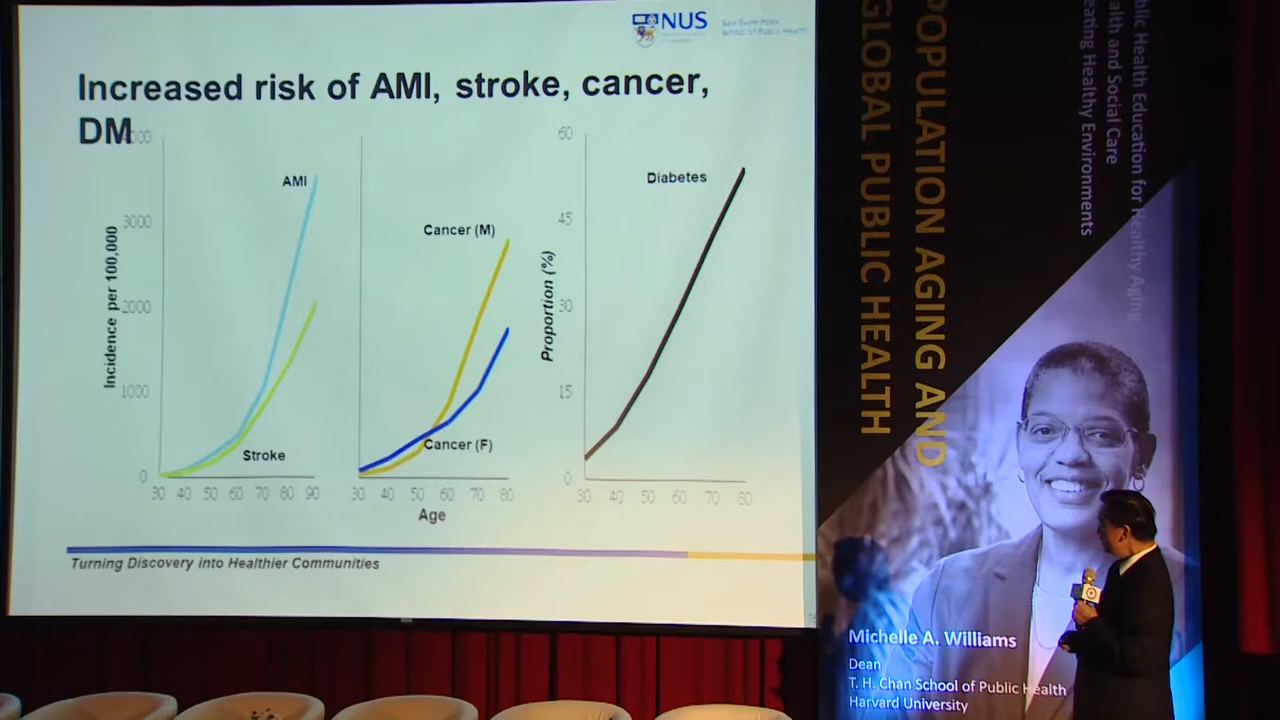 NUS
Increased risk of AMI, stroke, cancer,
DM
Incidence per 100,000
3000
2000
1000
0
AMI
Stroke
30 40 50 60 70 80 90
Cancer (M)
Cancer (F)
30 40 50 60 70 80
Age
Proportion (%)
60
45
30
15
0
Diabetes
30 40 50 60 70 80
Turning Discovery into Healthier Communities
POPULATION AGING AND
GLOBAL PUBLIC HEALTH
Health Education for Healthy Aging
and Social Care
Healthy Environments
Michelle A. Williams
Dean
T. H. Chan School of Public Health
Harvard University